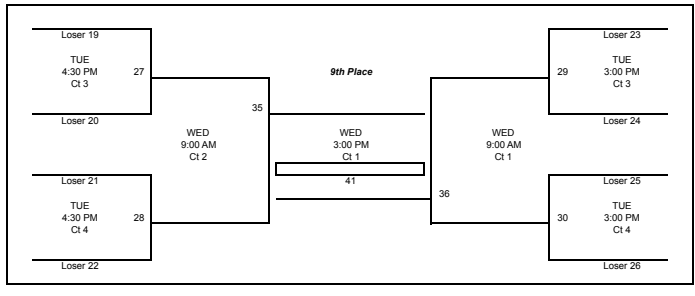 Loser 19
TUE
4:30 PM
Ct 3
27
Loser 20
Loser 21
TUE
4:30 PM
Ct 4
28
Loser 22
35
WED
9:00 AM
Ct 2
9th Place
WED
3:00 PM
Ct 1
41
WED
9:00 AM
Ct 1
36
Loser 23
TUE
3:00 PM
Ct 3
29
Loser 24
Loser 25
TUE
3:00 PM
Ct 4
30
Loser 26